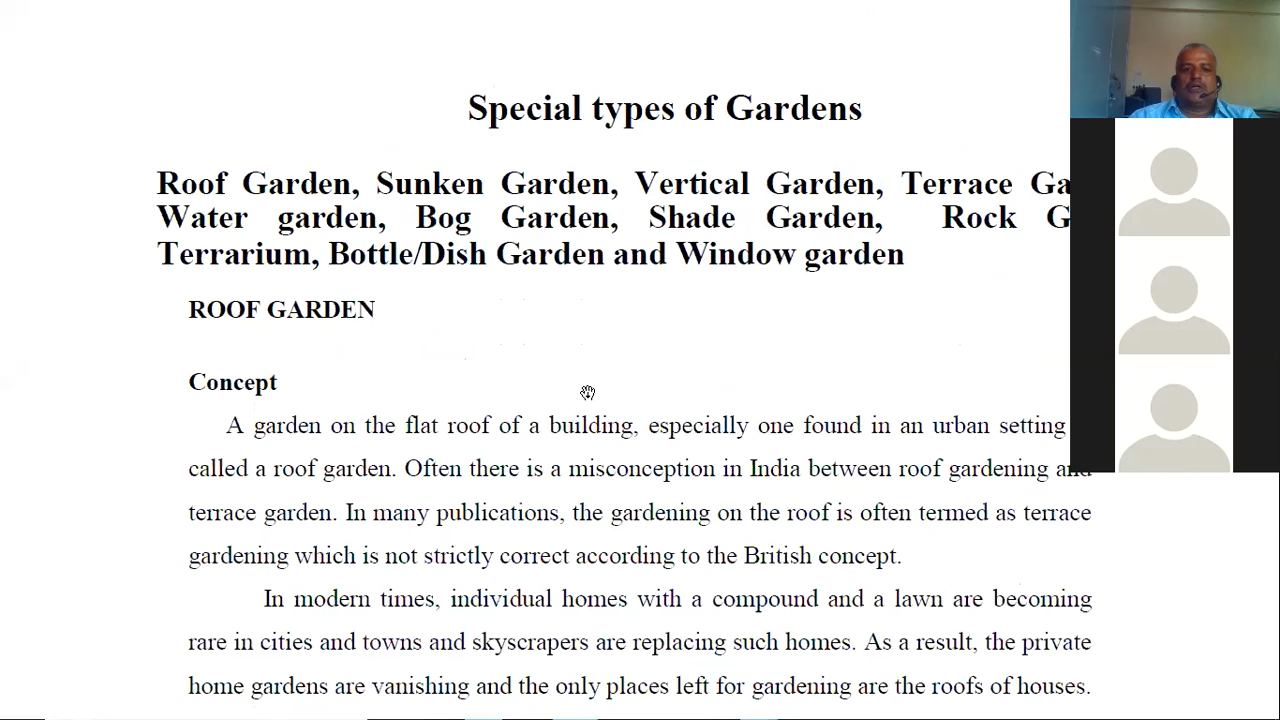 Special types of Gardens
Roof Garden, Sunken Garden, Vertical Garden, Terrace Ga
Water garden, Bog Garden, Shade Garden, Rock G
Terrarium, Bottle/Dish Garden and Window garden
ROOF GARDEN
Concept
A garden on the flat roof of a building, especially one found in an urban setting
called a roof garden. Often there is a misconception in India between roof gardening and
terrace garden. In many publications, the gardening on the roof is often termed as terrace
gardening which is not strictly correct according to the British concept.
In modern times, individual homes with a compound and a lawn are becoming
rare in cities and towns and skyscrapers are replacing such homes. As a result, the private
home gardens are vanishing and the only places left for gardening are the roofs of houses.